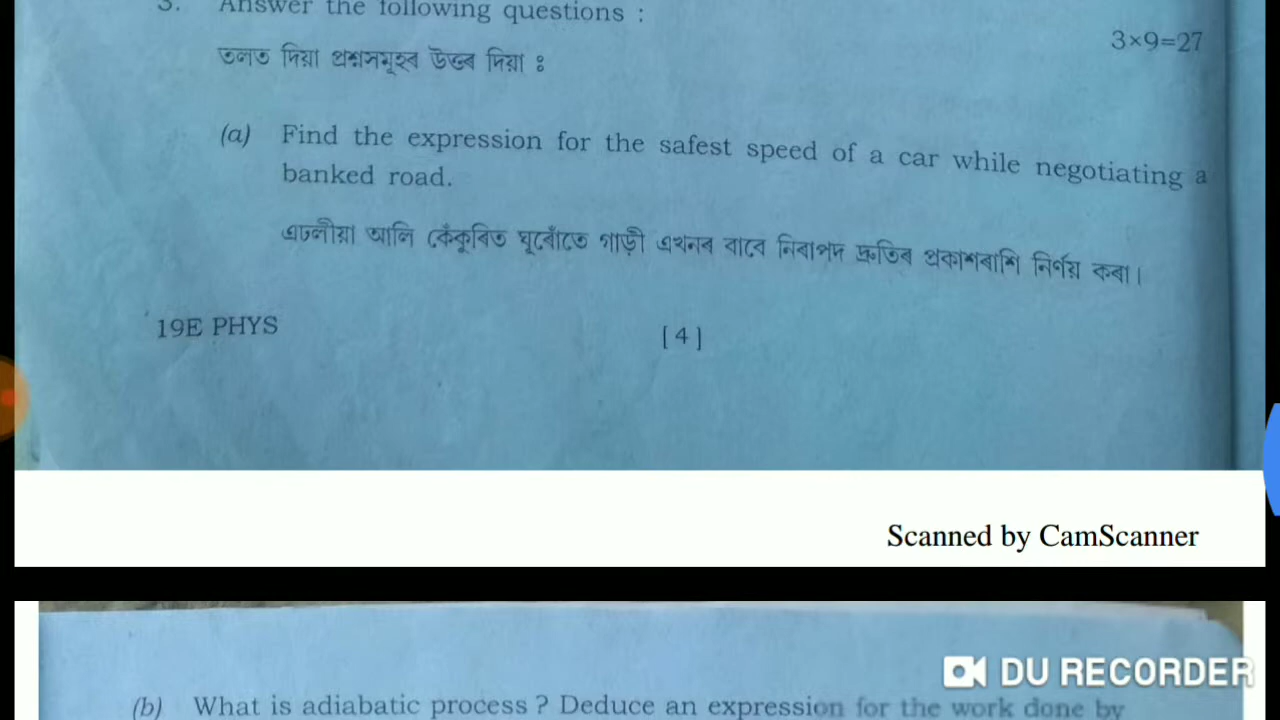 3. Answer the following questions :
3×9=27
তলত দিয়া প্ৰশ্নসমূহৰ উত্তৰ দিয়া ঃ
(a) Find the expression for the safest speed of a car while negotiating a
banked road.
এঢলীয়া আলি কেঁকুৰিত ঘূৰোঁতে গাড়ী এখনৰ বাবে নিৰাপদ দ্ৰুতিৰ প্ৰকাশৰাশি নিৰ্ণয় কৰা।
19E PHYS
[ 4 ]
Scanned by CamScanner
DU RECORDER
(b) What is adiabatic process ? Deduce an expression for the work done by